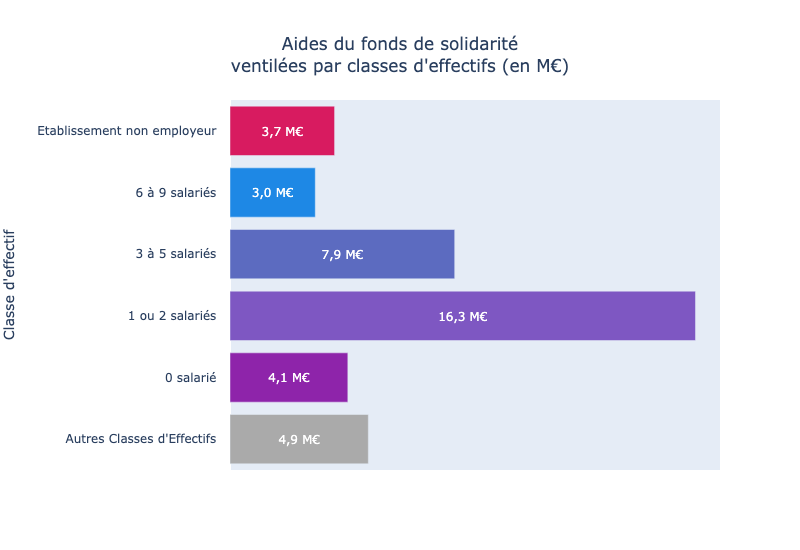 Aides du fonds de solidarité
ventilées par classes d'effectifs (en M€)
Classe d'effectif
Etablissement non employeur
3,7 M€
6 à 9 salariés
3,0 M€
3 à 5 salariés
7,9 M€
1 ou 2 salariés
16,3 M€
0 salarié
4,1 M€
Autres Classes d'Effectifs
4,9 M€